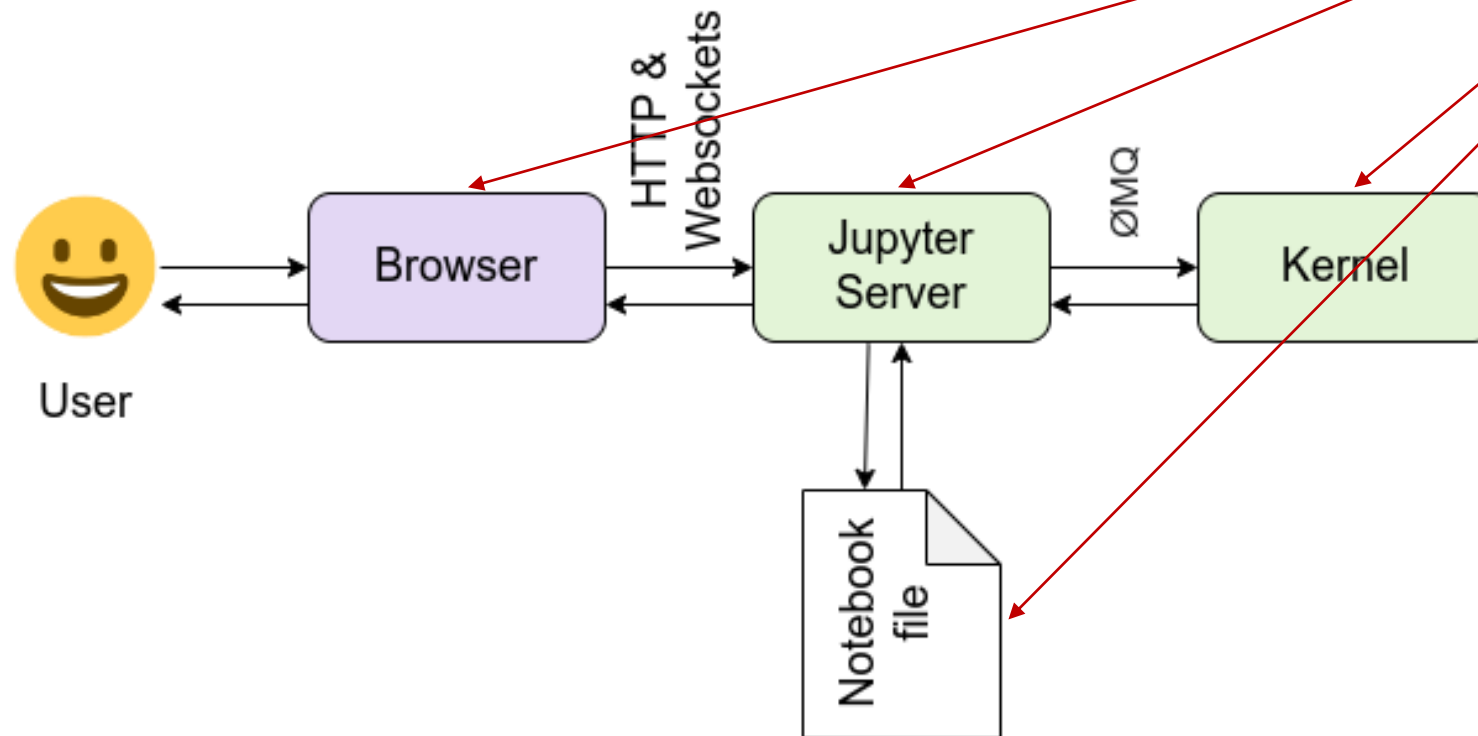 HTTP &
Websockets
ØMQ
Browser
Jupyter
Server
Kernel
User
Notebook
file